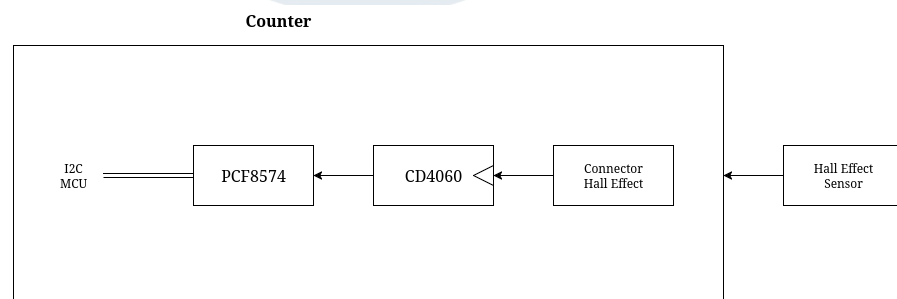 Counter
I2C
MCU
PCF8574
CD4060
Connector
Hall Effect
Hall Effect
Sensor